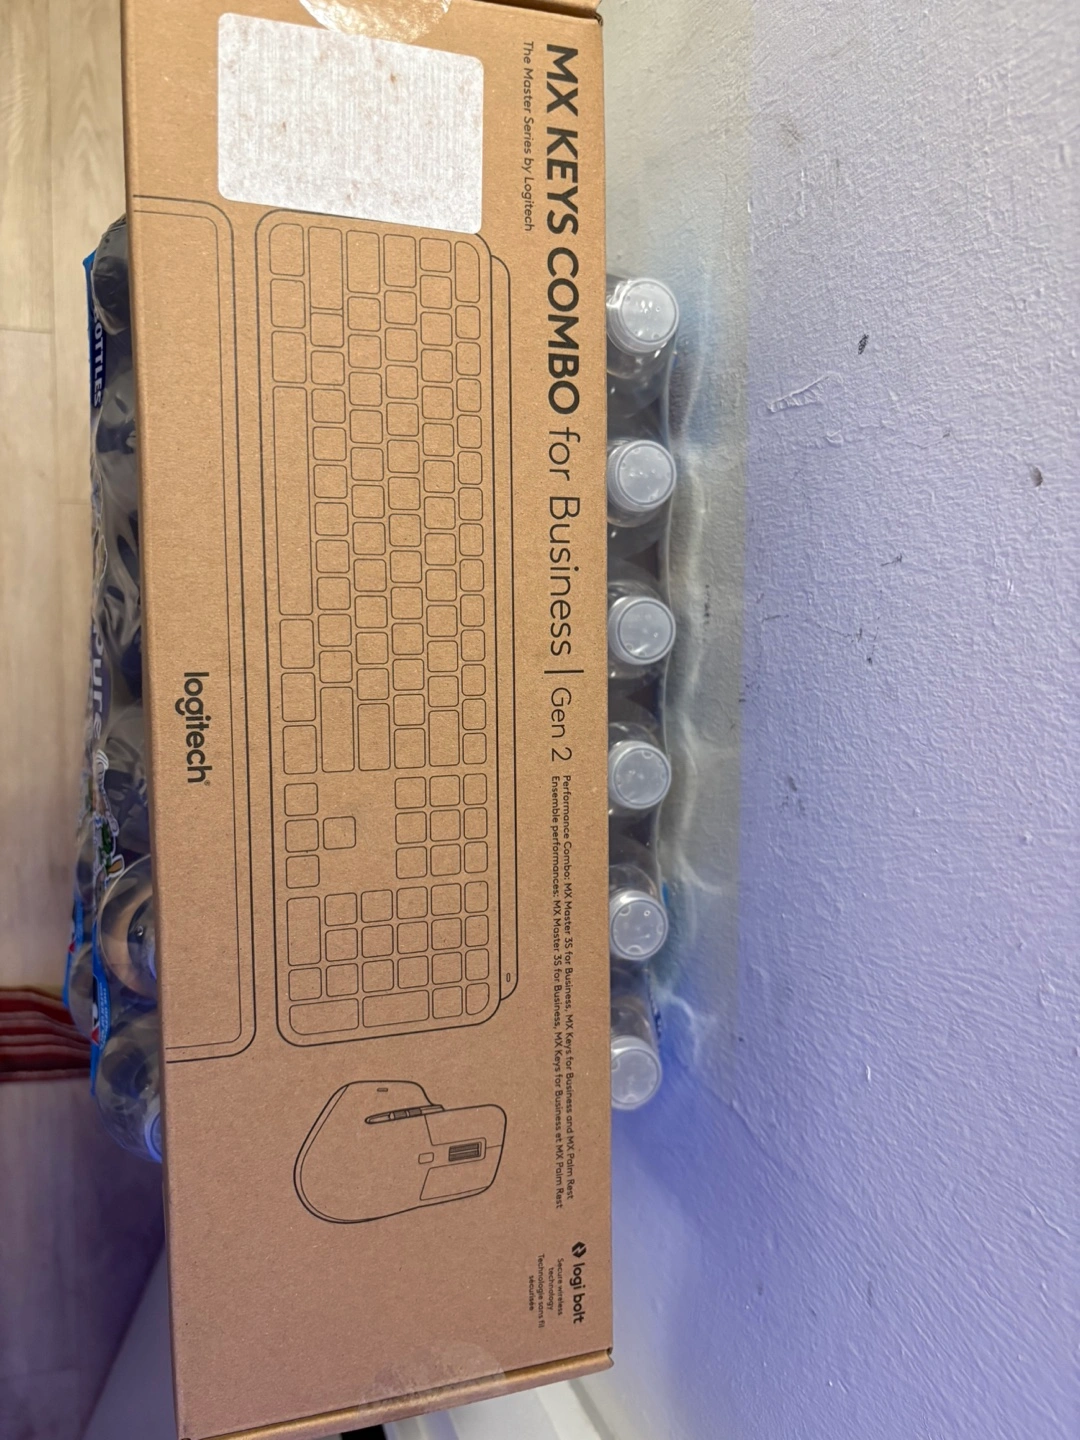 MX KEYS COMBO for Business | Gen 2
The Master Series by Logitech
Performance Combo: MX Master 3S for Business, MX Keys for Business and MX Palm Rest
Ensemble performances: MX Master 3S for Business, MX Keys for Business et MX Palm Rest
logi bolt
Secure wireless
technology
Technologie sans fil
sécurisée
logitech